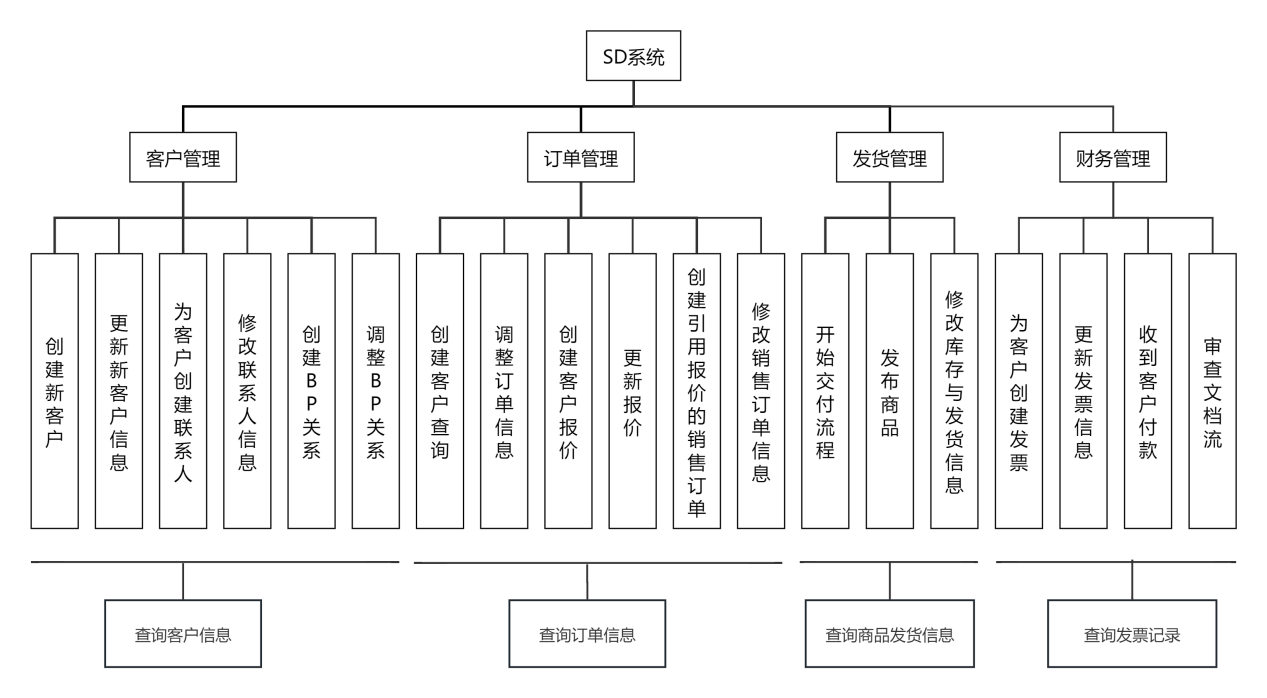 SD系统
客户管理
订单管理
发货管理
财务管理
创建新客户
更新新客户信息
为客户创建联系人
修改联系人信息
创建BP关系
调整BP关系
创建客户查询
调整订单信息
创建客户报价
更新报价
创建引用报价的销售订单
修改销售订单信息
开始交付流程
发布商品
修改库存与发货信息
为客户创建发票
更新发票信息
收到客户付款
审查文档流
查询客户信息
查询订单信息
查询商品发货信息
查询发票记录